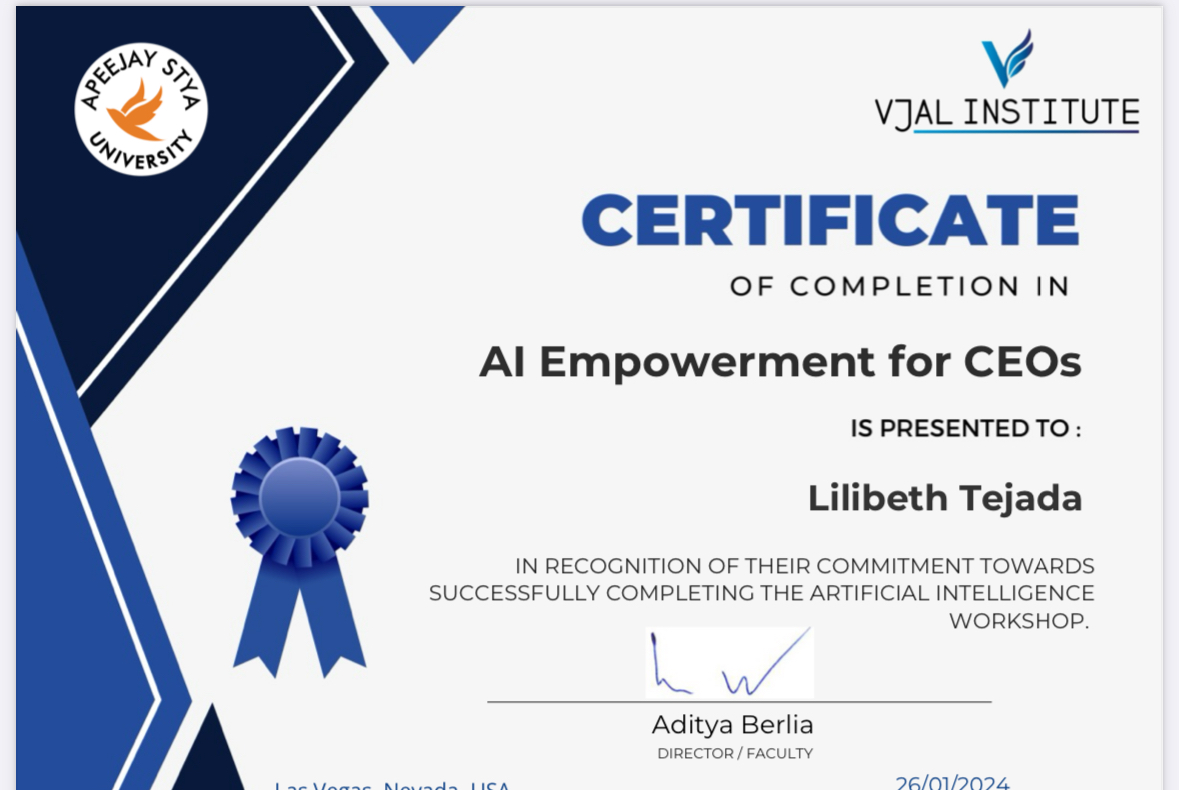 APEEJAY STYA
UNIVERSITY
VJAL INSTITUTE
CERTIFICATE
OF COMPLETION IN
AI Empowerment for CEOs
IS PRESENTED TO :
Lilibeth Tejada
IN RECOGNITION OF THEIR COMMITMENT TOWARDS
SUCCESSFULLY COMPLETING THE ARTIFICIAL INTELLIGENCE
WORKSHOP.
Aditya Berlia
DIRECTOR / FACULTY
Las Vegas, Nevada, USA
26/01/2024